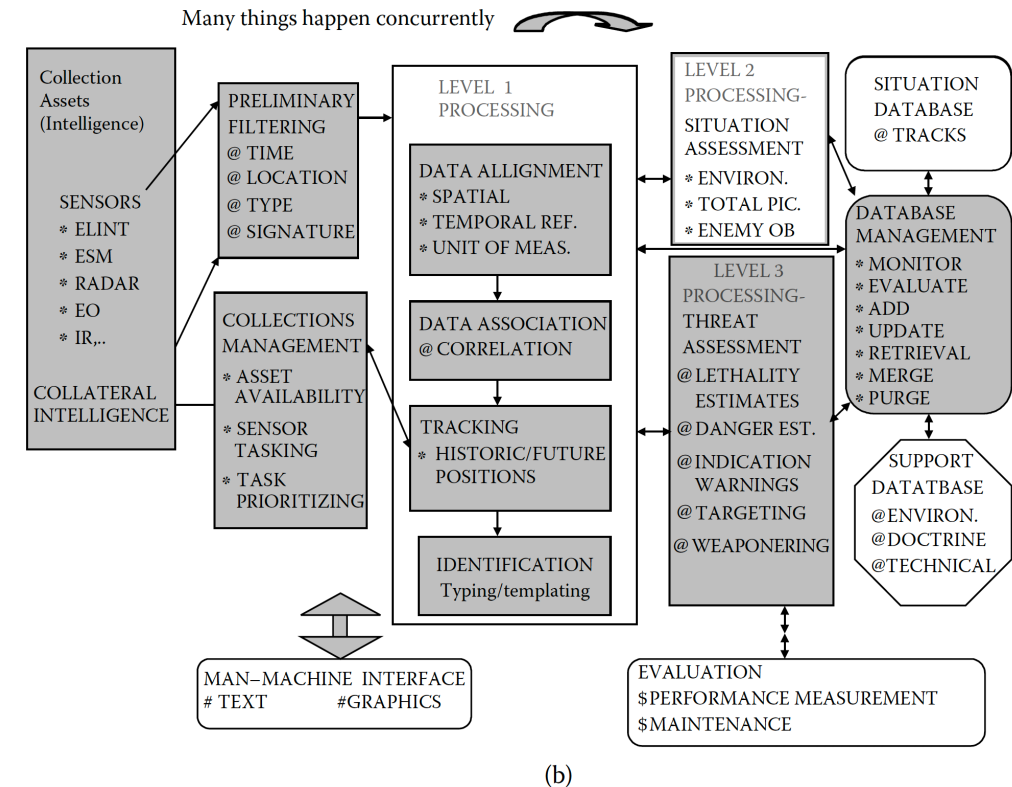 Many things happen concurrently
Collection
Assets
(Intelligence)
SENSORS
* ELINT
* ESM
* RADAR
* EO
* IR,..
COLLATERAL
INTELLIGENCE
PRELIMINARY
FILTERING
@ TIME
@ LOCATION
@ TYPE
@ SIGNATURE
COLLECTIONS
MANAGEMENT
* ASSET
AVAILABILITY
* SENSOR
TASKING
* TASK
PRIORITIZING
LEVEL 1
PROCESSING
DATA ALLIGNMENT
* SPATIAL
* TEMPORAL REF.
* UNIT OF MEAS.
DATA ASSOCIATION
@ CORRELATION
TRACKING
* HISTORIC/FUTURE
POSITIONS
IDENTIFICATION
Typing/templating
LEVEL 2
PROCESSING-
SITUATION
ASSESSMENT
* ENVIRON.
* TOTAL PIC.
* ENEMY OB
LEVEL 3
PROCESSING-
THREAT
ASSESSMENT
@ LETHALITY
ESTIMATES
@ DANGER EST.
@ INDICATION
WARNINGS
@ TARGETING
@ WEAPONERING
SITUATION
DATABASE
@ TRACKS
DATABASE
MANAGEMENT
* MONITOR
* EVALUATE
* ADD
* UPDATE
* RETRIEVAL
* MERGE
* PURGE
SUPPORT
DATATBASE
@ENVIRON.
@DOCTRINE
@TECHNICAL
MAN–MACHINE INTERFACE
# TEXT #GRAPHICS
EVALUATION
$PERFORMANCE MEASUREMENT
$MAINTENANCE
(b)